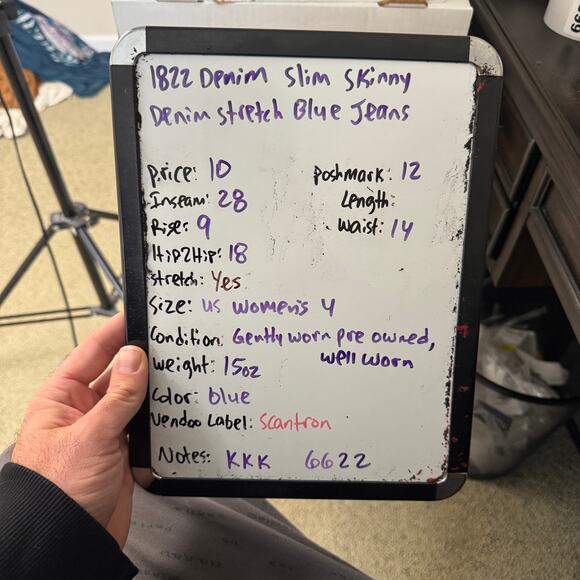 1822 Denim Slim Skinny
Denim Stretch Blue Jeans
Price: 10
Poshmark: 12
Inseam: 28
Length:
Rise: 9
Waist: 14
Hip2Hip: 18
Stretch: Yes
Size: US Women's 4
Condition: Gently worn pre owned,
well worn
Weight: 15oz
Color: blue
Vendoo Label: Scantron
Notes: KKK 6622